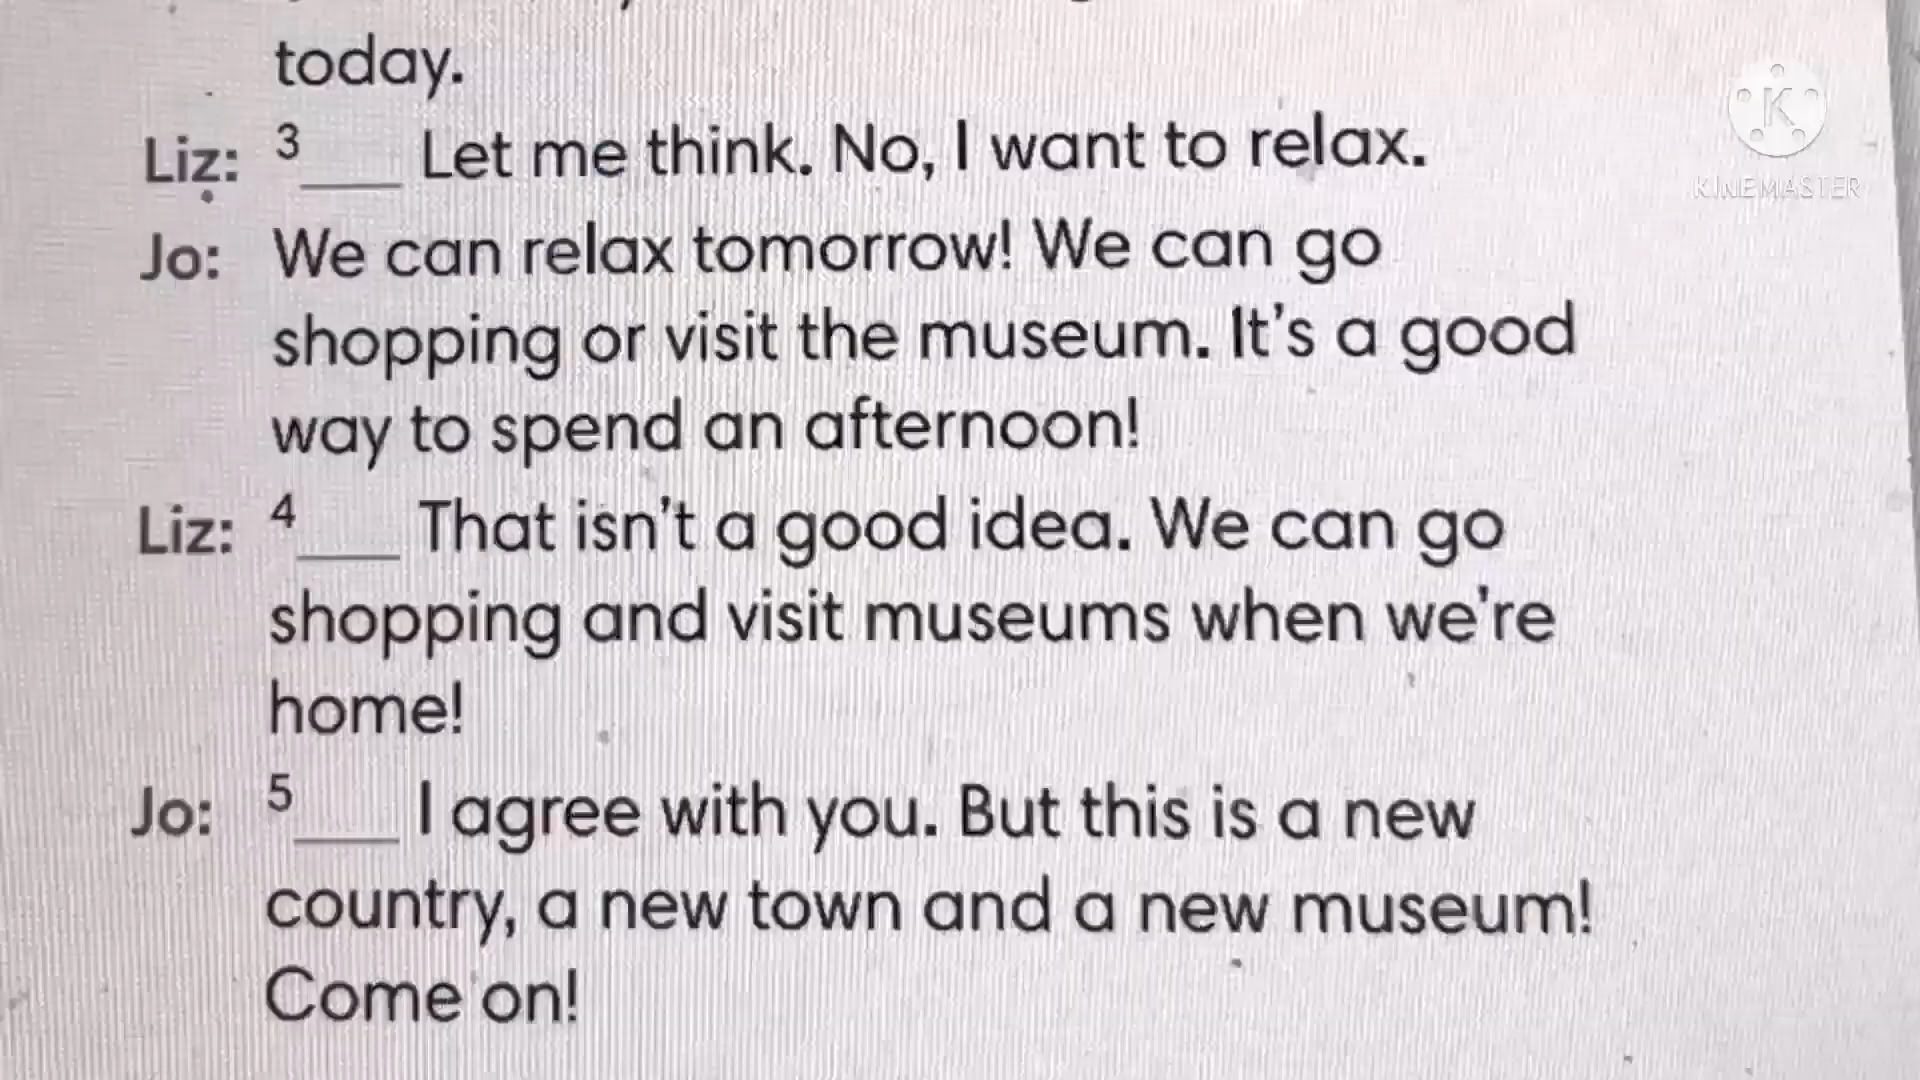 today.
Liz: 3___ Let me think. No, I want to relax.
Jo: We can relax tomorrow! We can go
shopping or visit the museum. It's a good
way to spend an afternoon!
Liz: 4___ That isn't a good idea. We can go
shopping and visit museums when we're
home!
Jo: 5___ I agree with you. But this is a new
country, a new town and a new museum!
Come on!
K
KINEMASTER